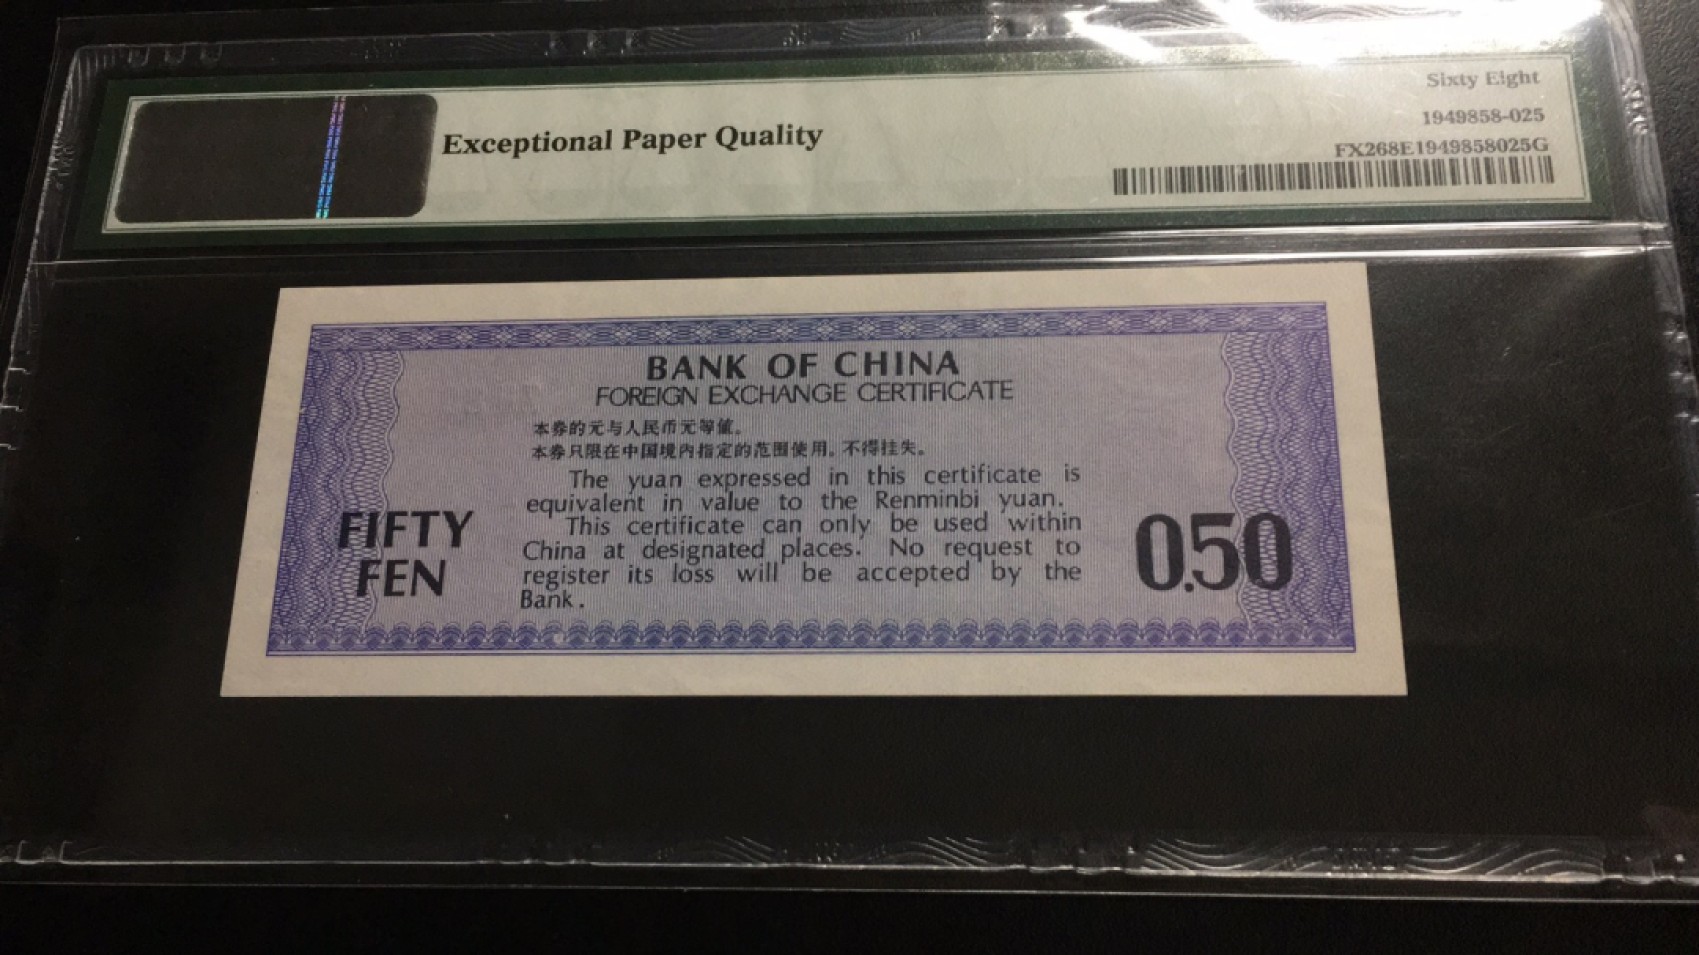 Sixty Eight
1949858-025
Exceptional Paper Quality
FX268E1949858025G
BANK OF CHINA
FOREIGN EXCHANGE CERTIFICATE
本券的元与人民币元等值。
本券只限在中国境内指定的范围使用。不得挂失。
The yuan expressed in this certificate is
equivalent in value to the Renminbi yuan.
This certificate can only be used within
China at designated places. No request to
register its loss will be accepted by the
Bank.
FIFTY
FEN
0.50